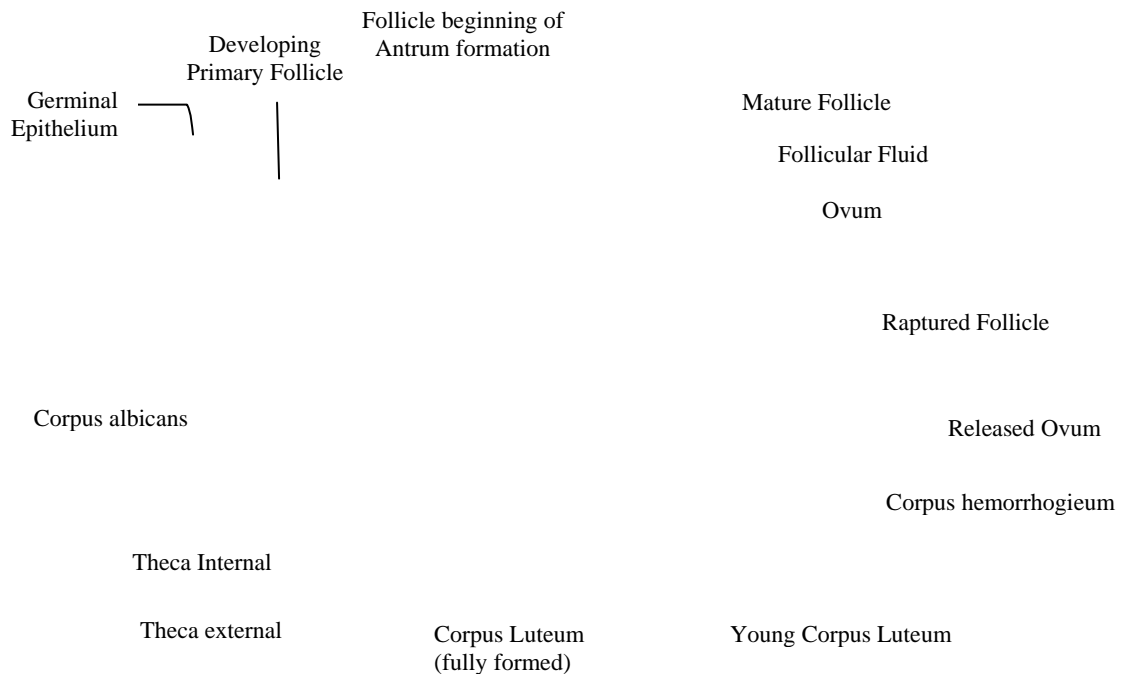 Follicle beginning of
Antrum formation
Developing
Primary Follicle
Germinal
Epithelium
Mature Follicle
Follicular Fluid
Ovum
Raptured Follicle
Corpus albicans
Released Ovum
Corpus hemorrhogieum
Theca Internal
Theca external
Corpus Luteum
(fully formed)
Young Corpus Luteum